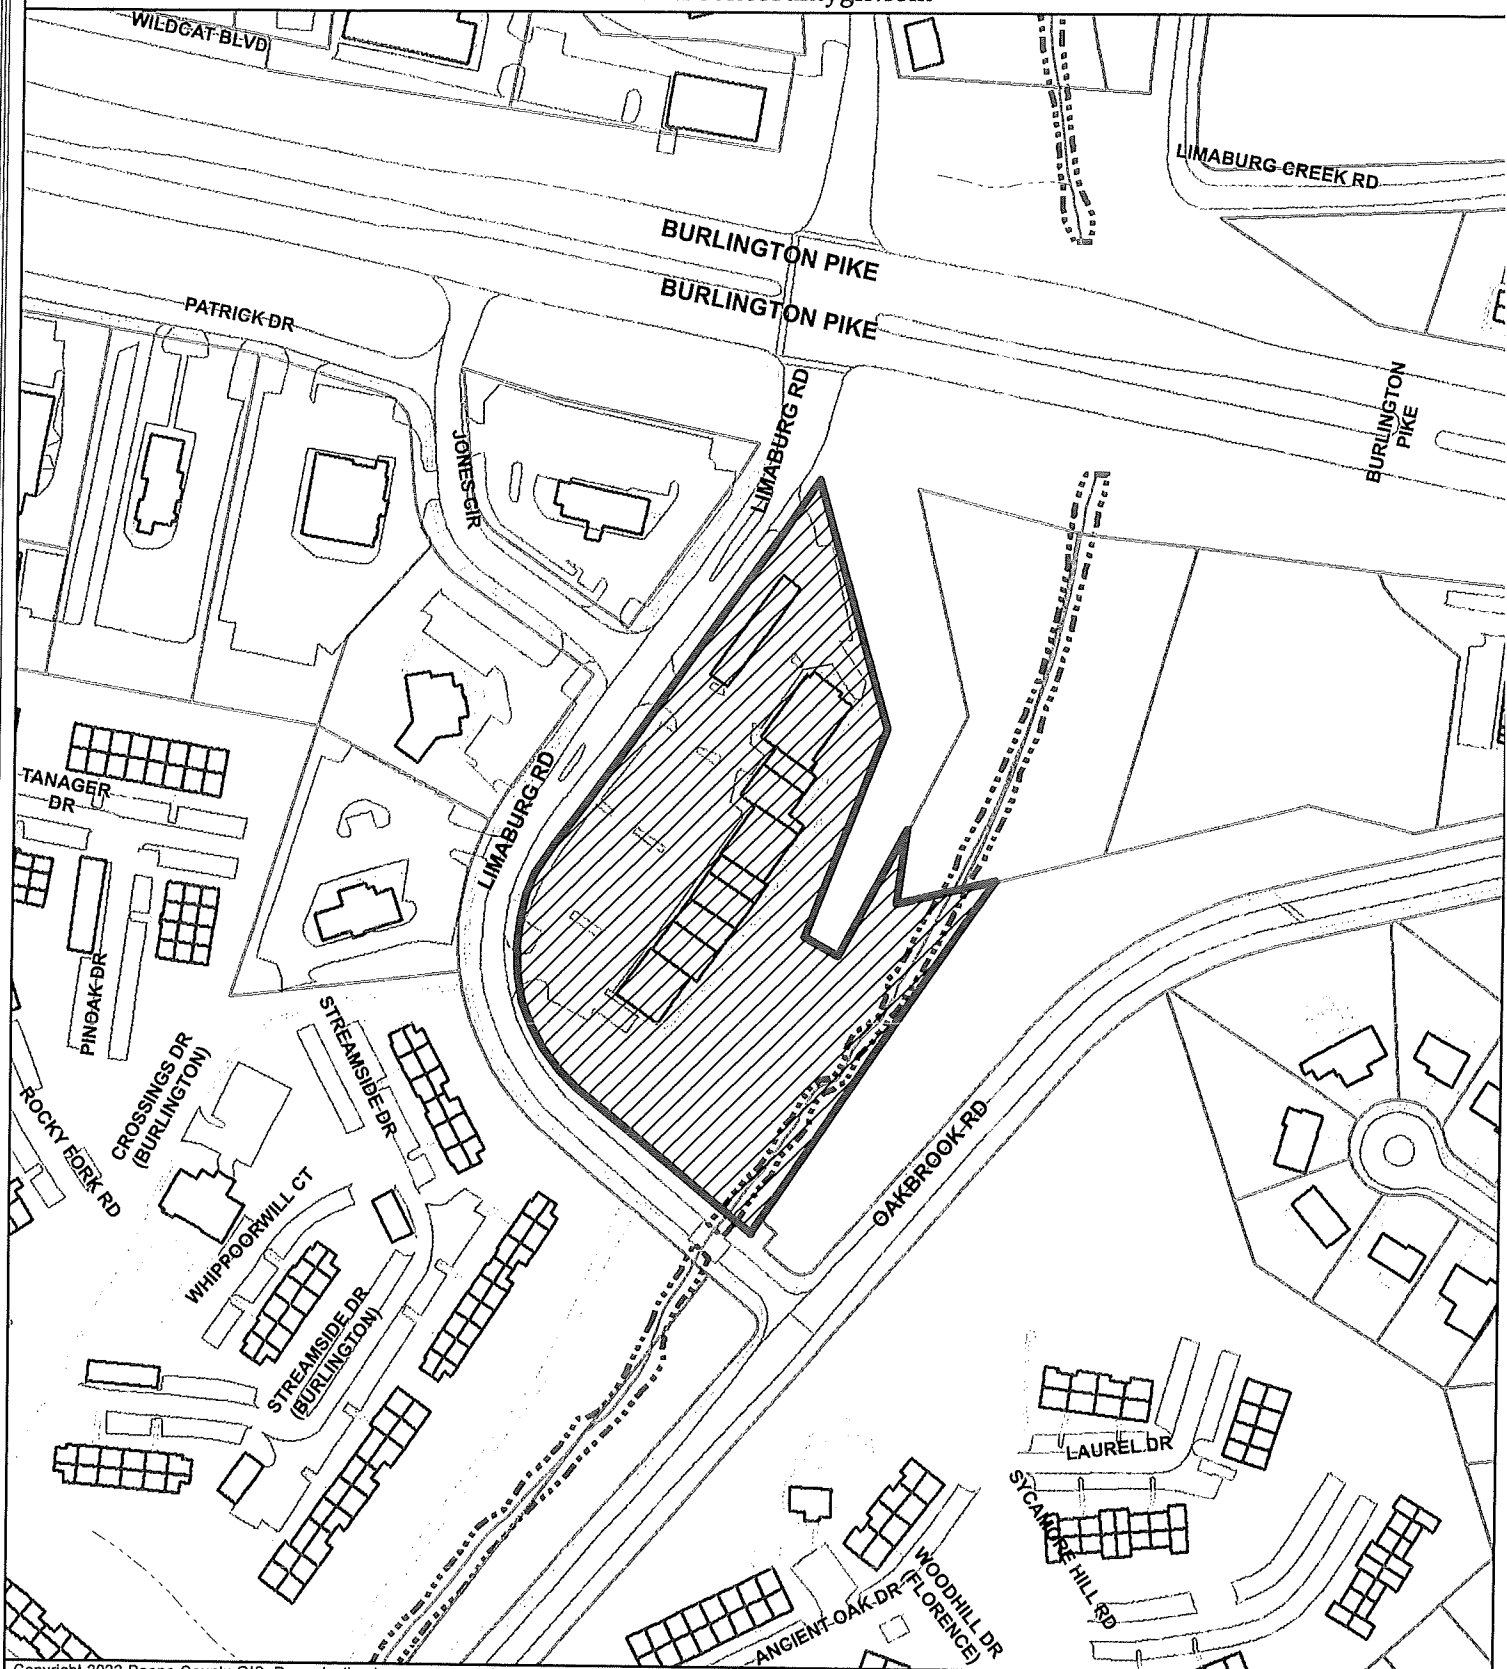 WILDCAT BLVD
LIMABURG CREEK RD
BURLINGTON PIKE
BURLINGTON PIKE
PATRICK DR
BURLINGTON
PIKE
LIMABURG RD
JONES CIR
LIMABURG RD
TANAGER
DR
PINOAK DR
STREAMSIDE DR
CROSSINGS DR
(BURLINGTON)
ROCKY FORK RD
OAKBROOK RD
WHIPPOORWILL CT
STREAMSIDE DR
(BURLINGTON)
LAUREL DR
SYCAMORE HILL RD
WOODHILL DR
(FLORENCE)
ANCIENT OAK DR